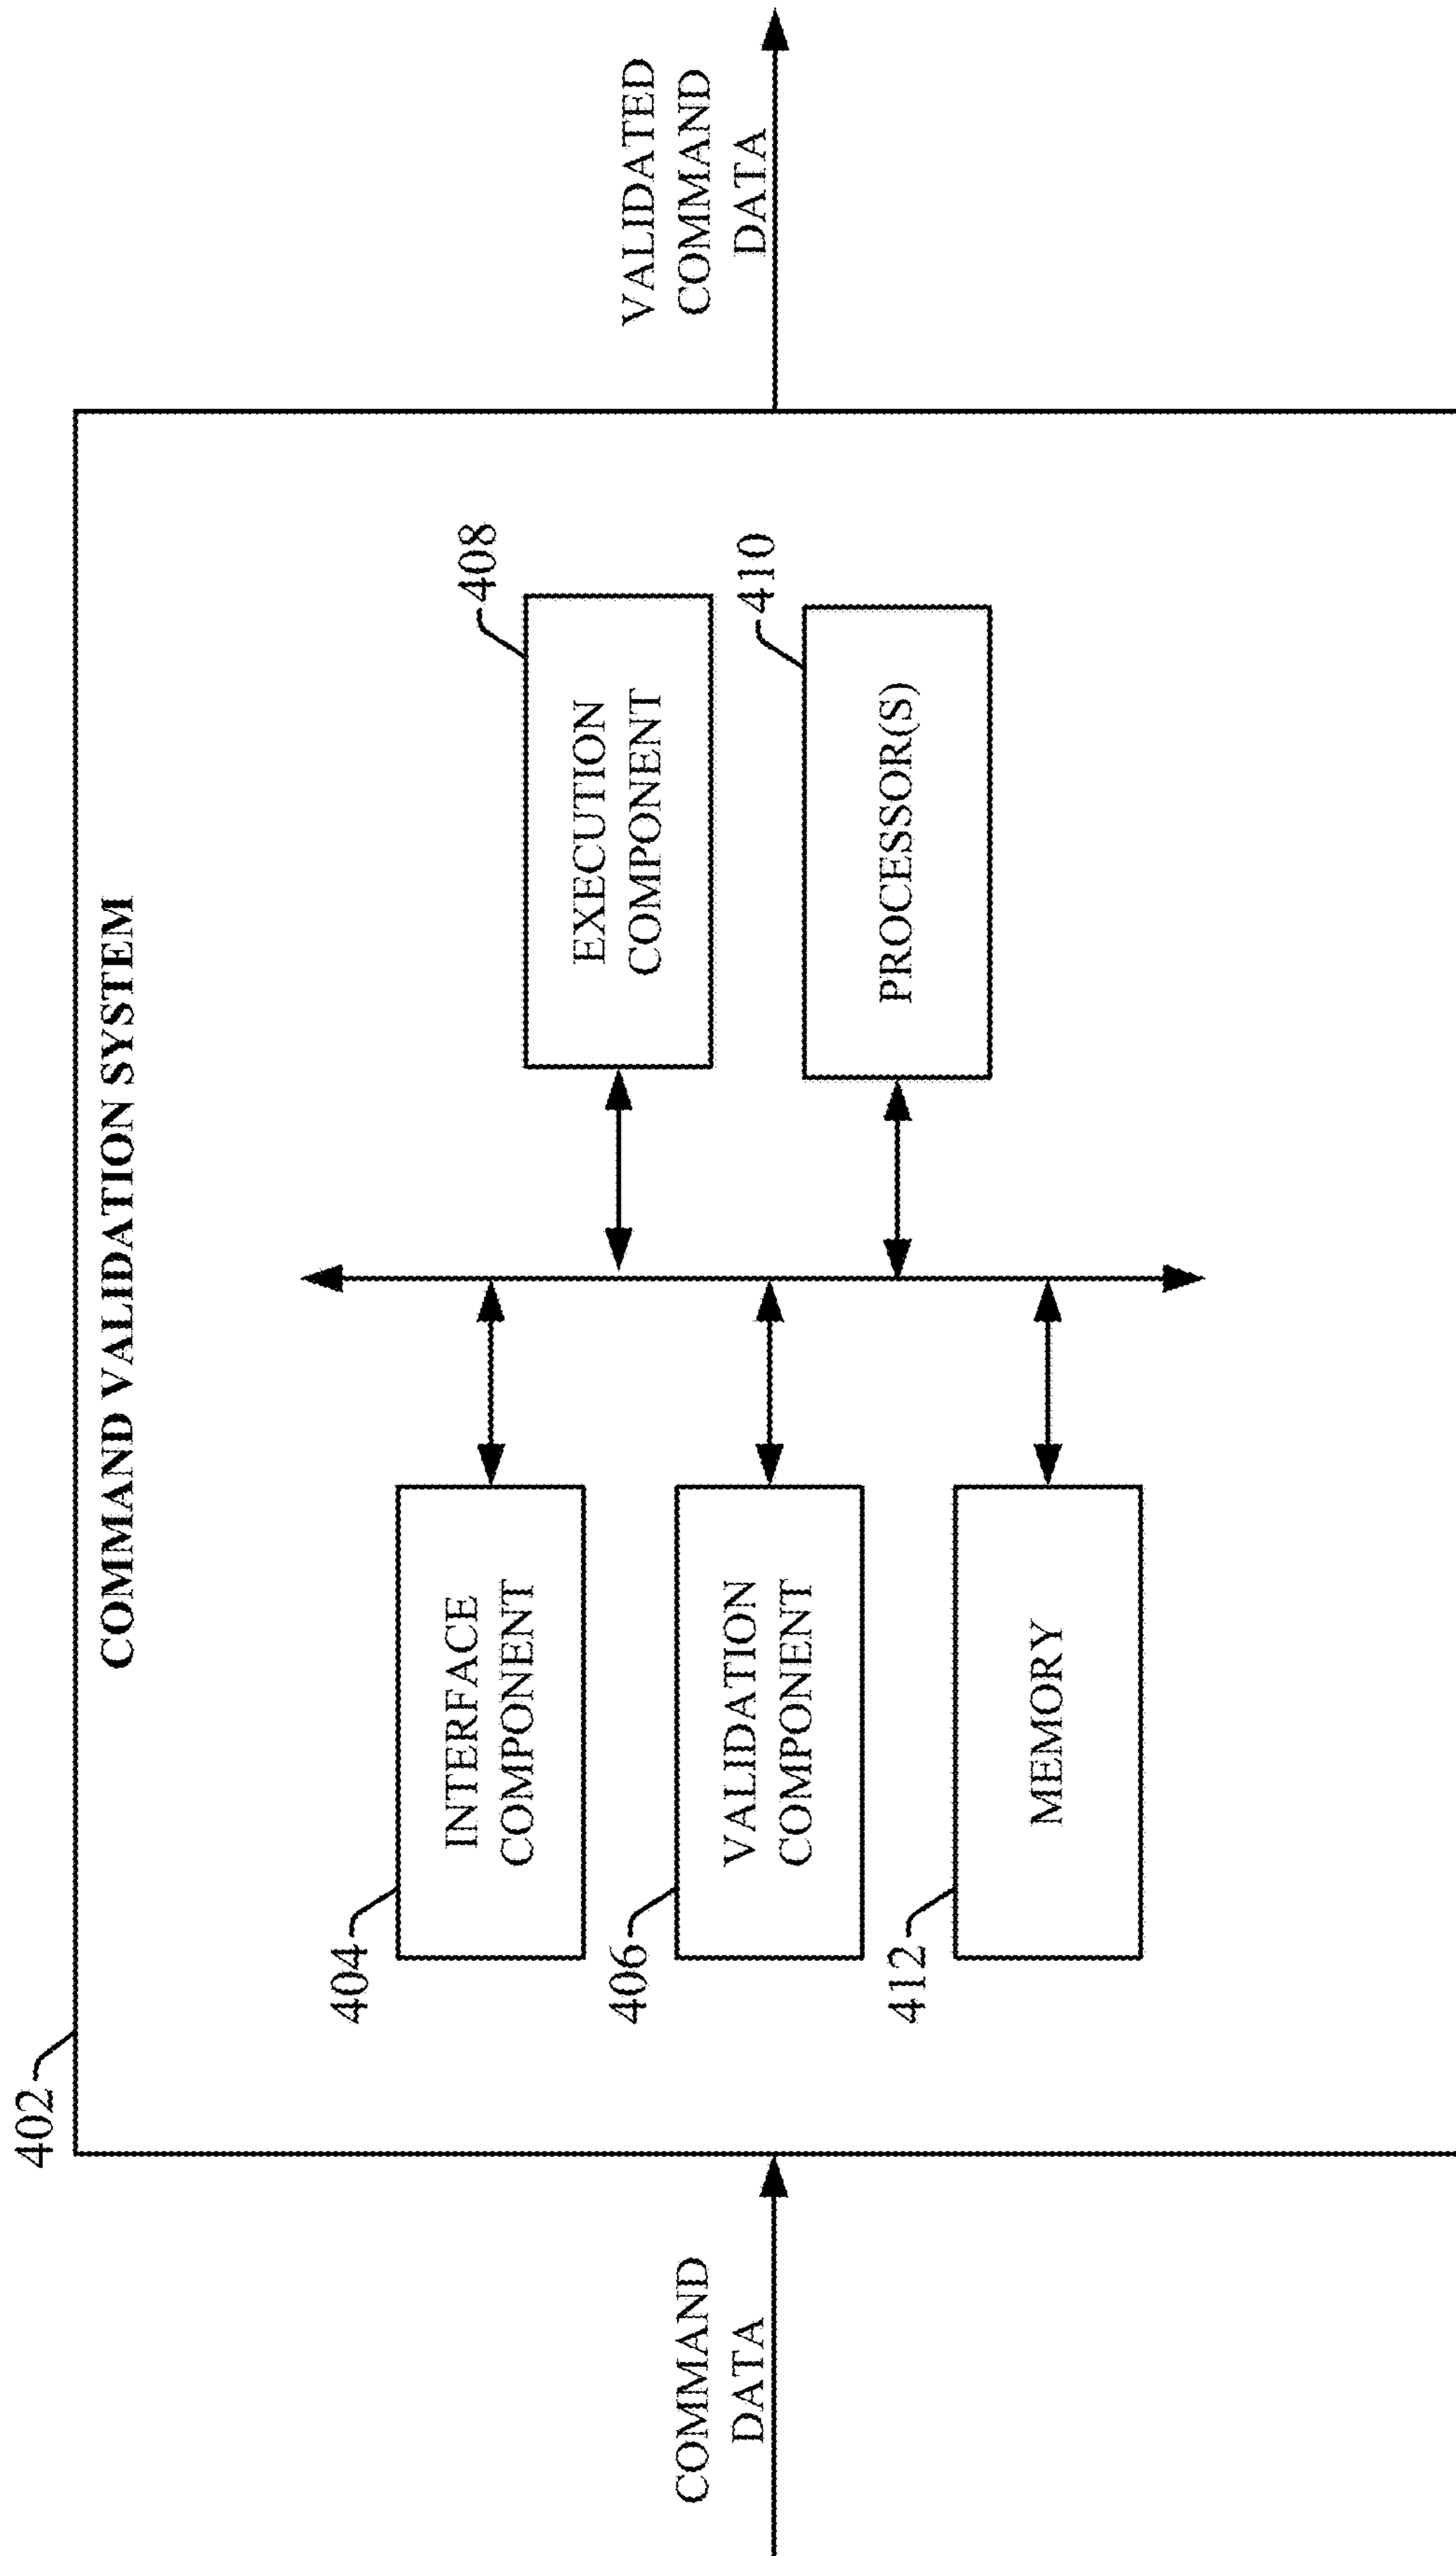 402
COMMAND VALIDATION SYSTEM
COMMAND
DATA
404
INTERFACE
COMPONENT
406
VALIDATION
COMPONENT
412
MEMORY
408
EXECUTION
COMPONENT
410
PROCESSOR(S)
VALIDATED
COMMAND
DATA